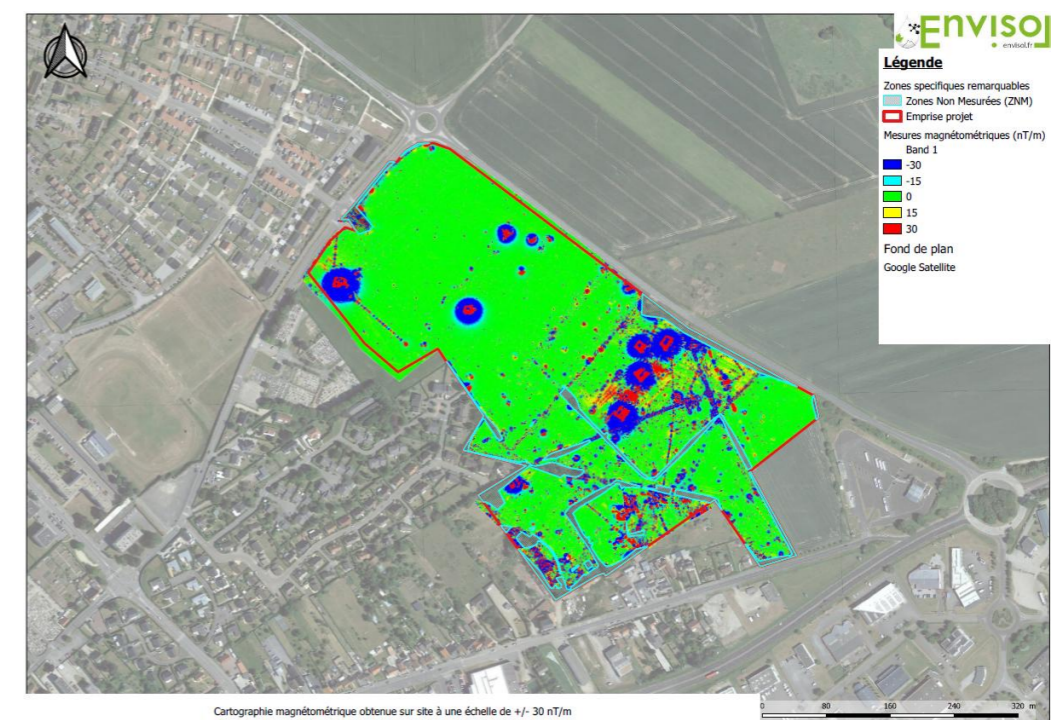 Envisol
envisol.fr
Légende
Zones specifiques remarquables
Zones Non Mesurées (ZNM)
Emprise projet
Mesures magnétométriques (nT/m)
Band 1
-30
-15
0
15
30
Fond de plan
Google Satellite
Cartographie magnétométrique obtenue sur site à une échelle de +/- 30 nT/m
0 80 160 240 320 m